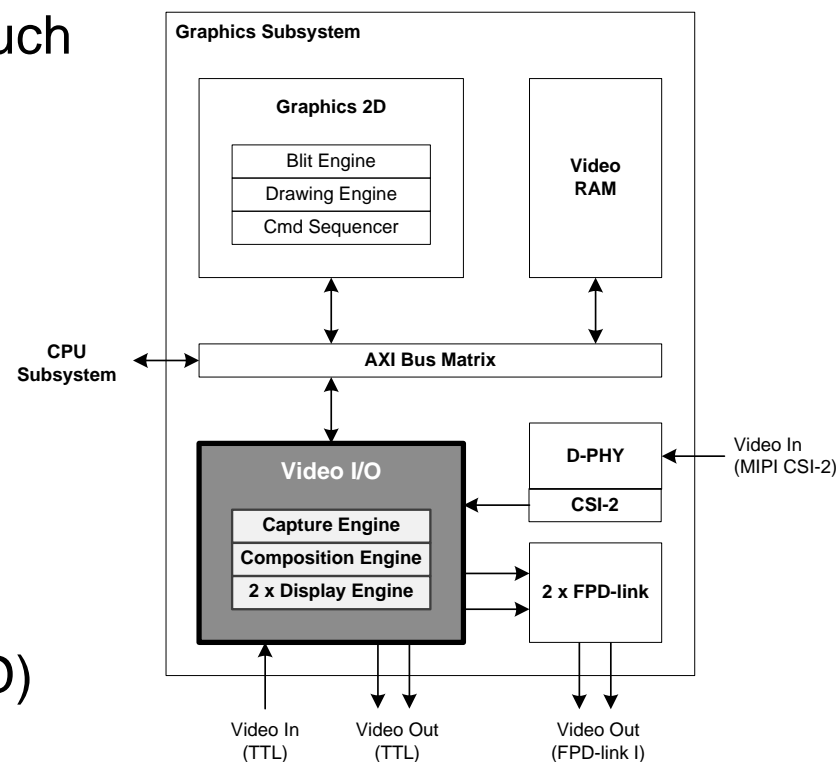 uch
Graphics Subsystem
Graphics 2D
Blit Engine
Drawing Engine
Cmd Sequencer
Video
RAM
CPU
Subsystem
AXI Bus Matrix
Video I/O
Capture Engine
Composition Engine
2 x Display Engine
D-PHY
CSI-2
Video In
(MIPI CSI-2)
2 x FPD-link
D)
Video In
(TTL)
Video Out
(TTL)
Video Out
(FPD-link I)